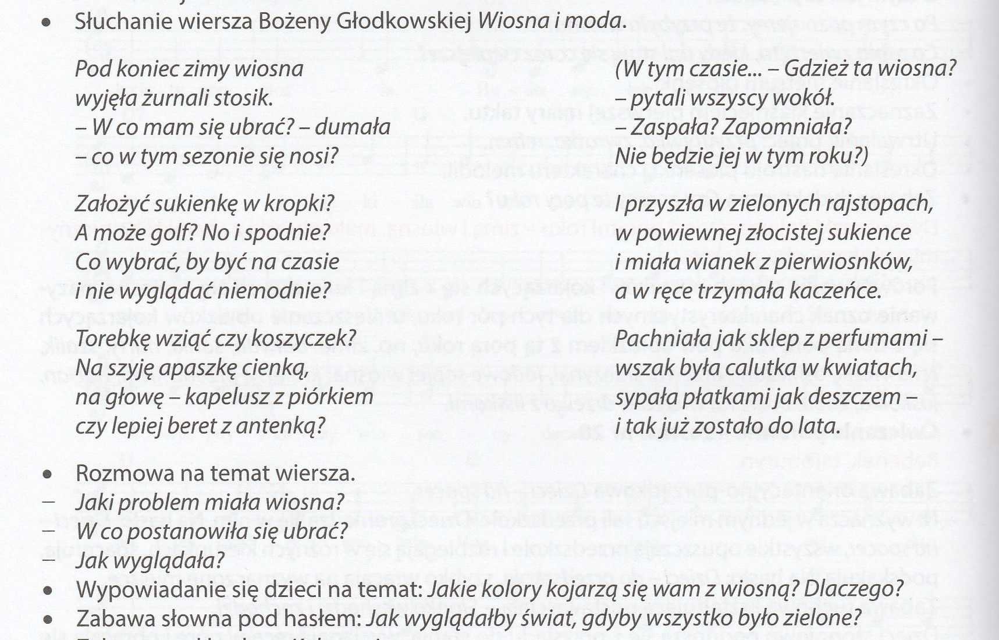 • Słuchanie wiersza Bożeny Głodkowskiej Wiosna i moda.
Pod koniec zimy wiosna
wyjęła żurnali stosik.
– W co mam się ubrać? – dumała
– co w tym sezonie się nosi?
Założyć sukienkę w kropki?
A może golf? No i spodnie?
Co wybrać, by być na czasie
i nie wyglądać niemodnie?
Torebkę wziąć czy koszyczek?
Na szyję apaszkę cienką,
na głowę – kapelusz z piórkiem
czy lepiej beret z antenką?
(W tym czasie... – Gdzież ta wiosna?
– pytali wszyscy wokół.
– Zaspała? Zapomniała?
Nie będzie jej w tym roku?)
I przyszła w zielonych rajstopach,
w powiewnej złocistej sukience
i miała wianek z pierwiosnków,
a w ręce trzymała kaczeńce.
Pachniała jak sklep z perfumami –
wszak była calutka w kwiatach,
sypała płatkami jak deszczem –
i tak już zostało do lata.
• Rozmowa na temat wiersza.
– Jaki problem miała wiosna?
– W co postanowiła się ubrać?
– Jak wyglądała?
• Wypowiadanie się dzieci na temat: Jakie kolory kojarzą się wam z wiosną? Dlaczego?
• Zabawa słowna pod hasłem: Jak wyglądałby świat, gdyby wszystko było zielone?